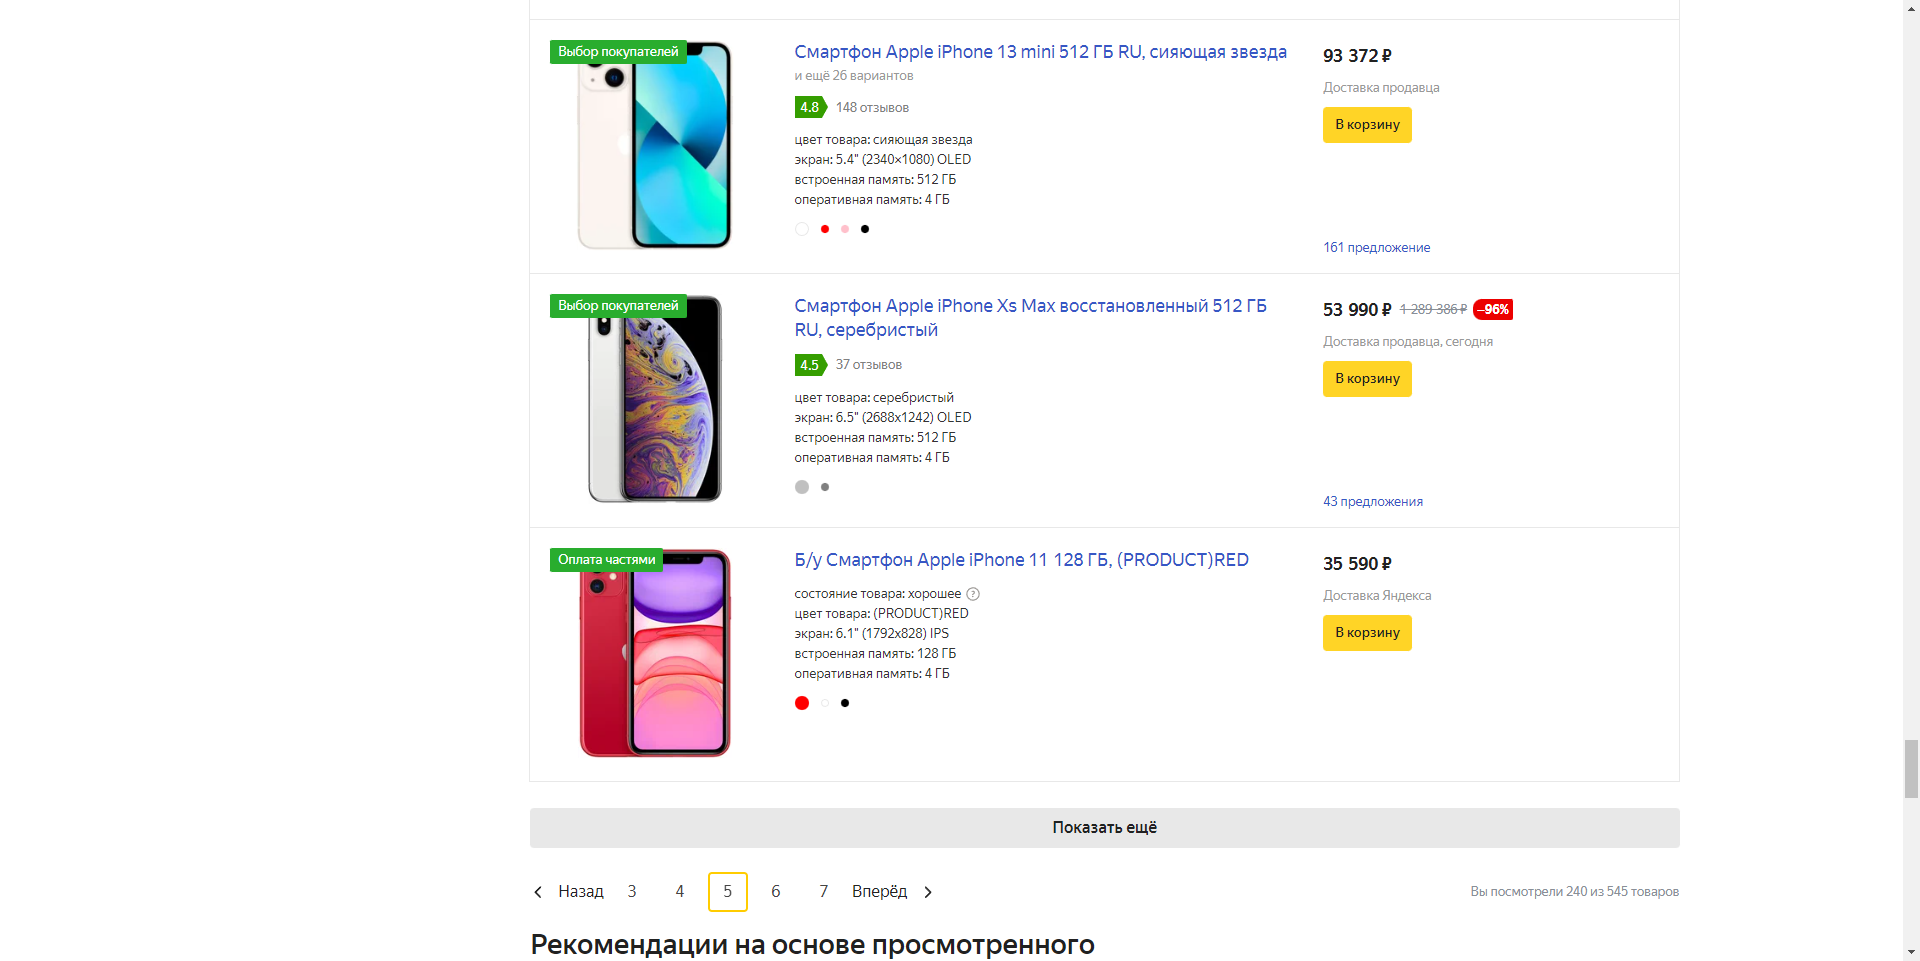 Выбор покупателей
Смартфон Apple iPhone 13 mini 512 ГБ RU, сияющая звезда
и ещё 26 вариантов
4.8 148 отзывов
цвет товара: сияющая звезда
экран: 5.4" (2340×1080) OLED
встроенная память: 512 ГБ
оперативная память: 4 ГБ
93 372 ₽
Доставка продавца
В корзину
161 предложение
Выбор покупателей
Смартфон Apple iPhone Xs Max восстановленный 512 ГБ
RU, серебристый
4.5 37 отзывов
цвет товара: серебристый
экран: 6.5" (2688x1242) OLED
встроенная память: 512 ГБ
оперативная память: 4 ГБ
53 990 ₽ 1 289 386 ₽ –96%
Доставка продавца, сегодня
В корзину
43 предложения
Оплата частями
Б/у Смартфон Apple iPhone 11 128 ГБ, (PRODUCT)RED
состояние товара: хорошее ?
цвет товара: (PRODUCT)RED
экран: 6.1" (1792x828) IPS
встроенная память: 128 ГБ
оперативная память: 4 ГБ
35 590 ₽
Доставка Яндекса
В корзину
Показать ещё
Назад 3 4 5 6 7 Вперёд
Вы посмотрели 240 из 545 товаров
Рекомендации на основе просмотренного